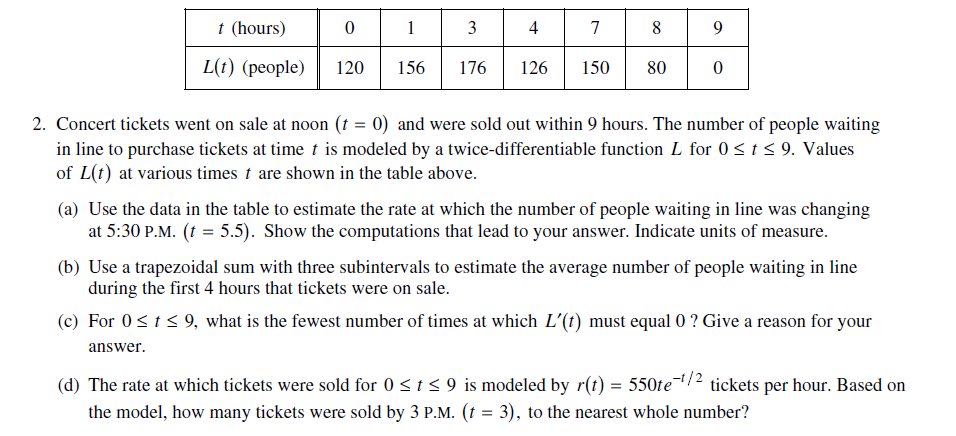 t (hours) 0 1 3 4 7 8 9
L(t) (people) 120 156 176 126 150 80 0
2. Concert tickets went on sale at noon (t = 0) and were sold out within 9 hours. The number of people waiting
in line to purchase tickets at time t is modeled by a twice-differentiable function L for 0 ≤ t ≤ 9. Values
of L(t) at various times t are shown in the table above.
(a) Use the data in the table to estimate the rate at which the number of people waiting in line was changing
at 5:30 P.M. (t = 5.5). Show the computations that lead to your answer. Indicate units of measure.
(b) Use a trapezoidal sum with three subintervals to estimate the average number of people waiting in line
during the first 4 hours that tickets were on sale.
(c) For 0 ≤ t ≤ 9, what is the fewest number of times at which L′(t) must equal 0 ? Give a reason for your
answer.
(d) The rate at which tickets were sold for 0 ≤ t ≤ 9 is modeled by r(t) = 550te^{-t/2} tickets per hour. Based on
the model, how many tickets were sold by 3 P.M. (t = 3), to the nearest whole number?